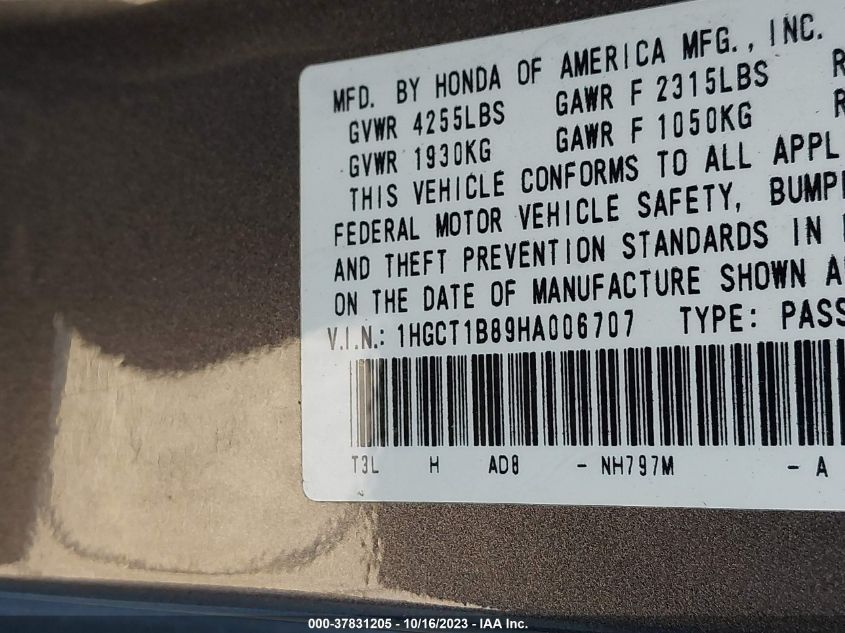 MFD. BY HONDA OF AMERICA MFG., INC.
GVWR 4255LBS GAWR F 2315LBS R
GVWR 1930KG GAWR F 1050KG R
THIS VEHICLE CONFORMS TO ALL APPL
FEDERAL MOTOR VEHICLE SAFETY, BUMP
AND THEFT PREVENTION STANDARDS IN
ON THE DATE OF MANUFACTURE SHOWN A
V.I.N.: 1HGCT1B89HA006707 TYPE: PASS
T3L H AD8 - NH797M - A
000-37831205 - 10/16/2023 - IAA Inc.